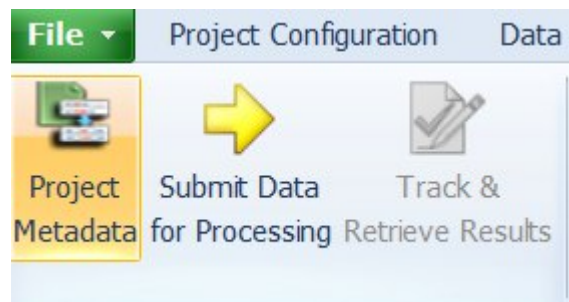 File Project Configuration Data
Project Submit Data Track &
Metadata for Processing Retrieve Results